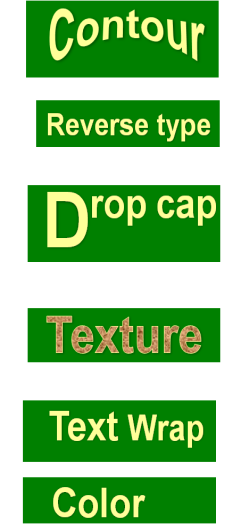 Contour
Reverse type
Drop cap
Texture
Text Wrap
Color